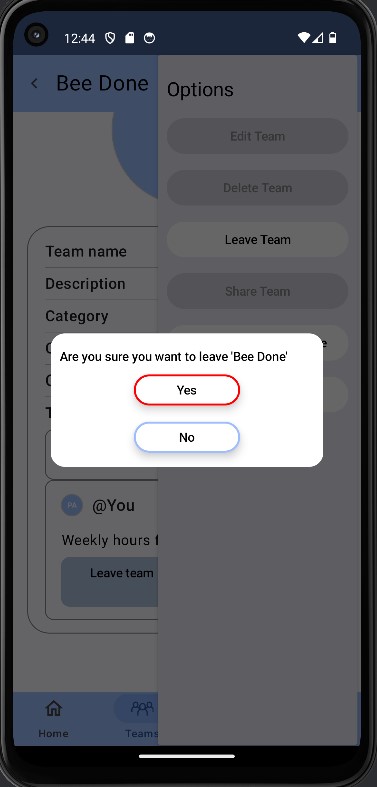 12:44
Bee Done
Options
Edit Team
Delete Team
Leave Team
Share Team
Team name
Description
Category
Are you sure you want to leave 'Bee Done'
Yes
No
@You
Weekly hours
Leave team
Home
Teams